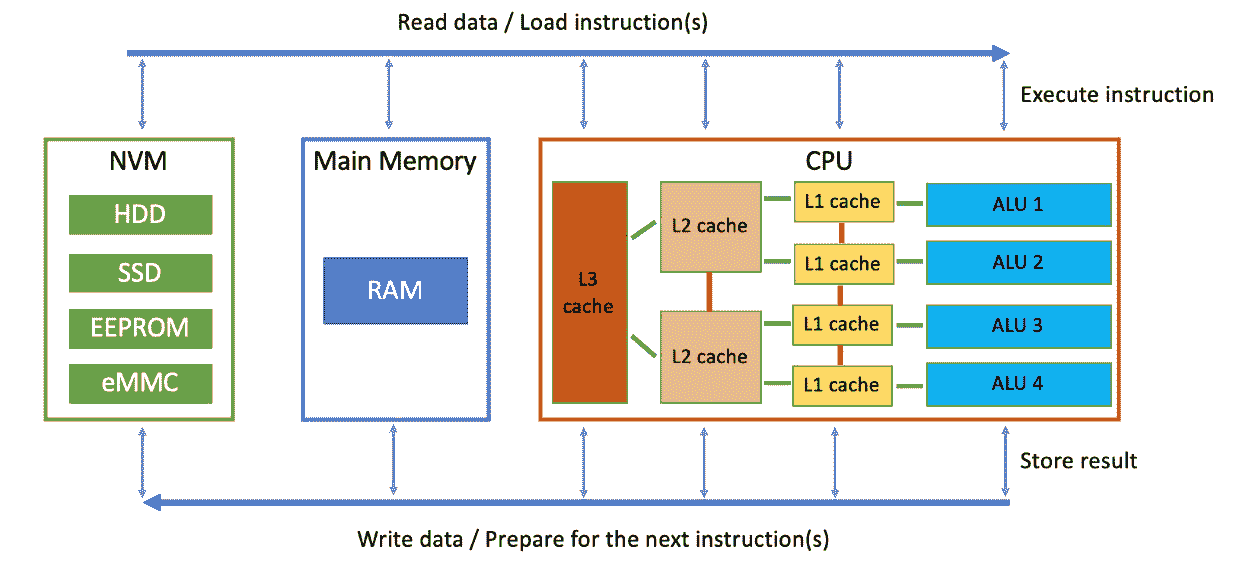 Read data / Load instruction(s)
Execute instruction
NVM
HDD
SSD
EEPROM
eMMC
Main Memory
RAM
CPU
L3
cache
L2 cache
L2 cache
L1 cache
L1 cache
L1 cache
L1 cache
ALU 1
ALU 2
ALU 3
ALU 4
Store result
Write data / Prepare for the next instruction(s)